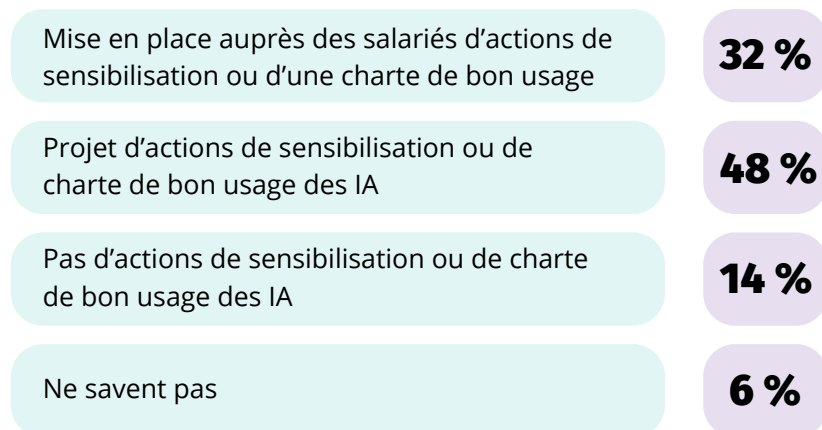 Mise en place auprès des salariés d’actions de
sensibilisation ou d’une charte de bon usage
32 %
Projet d’actions de sensibilisation ou de
charte de bon usage des IA
48 %
Pas d’actions de sensibilisation ou de charte
de bon usage des IA
14 %
Ne savent pas
6 %